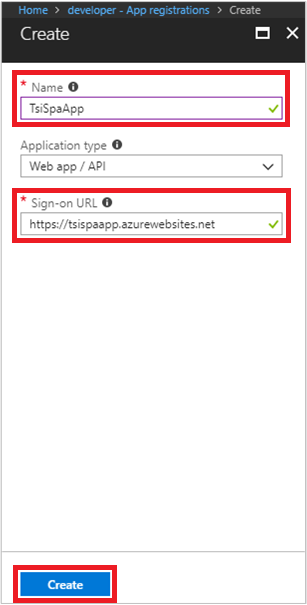 Home > developer - App registrations > Create
Create
* Name
TsiSpaApp
Application type
Web app / API
* Sign-on URL
https://tsispaapp.azurewebsites.net
Create